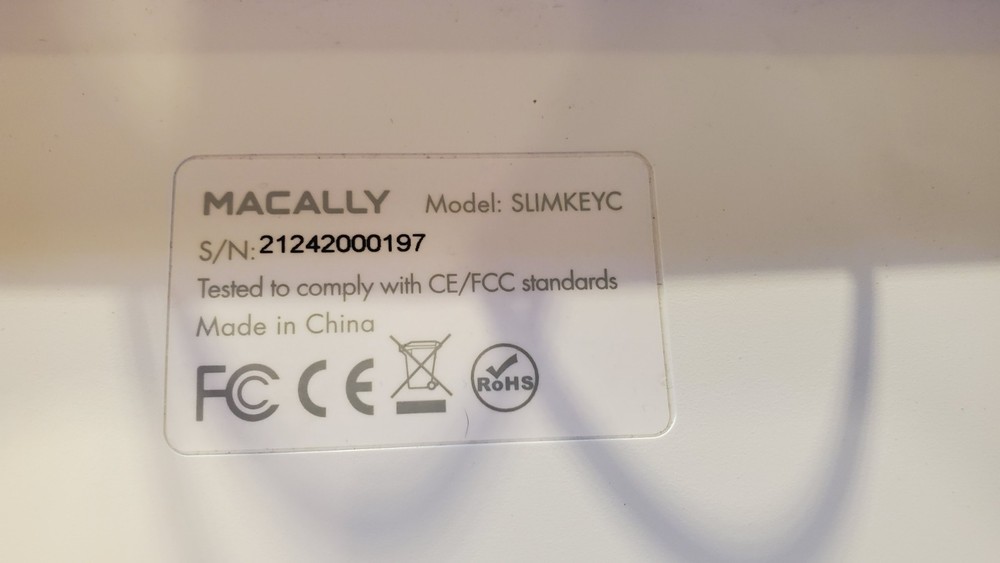 MACALLY Model: SLIMKEYC
S/N: 21242000197
Tested to comply with CE/FCC standards
Made in China
FC CE RoHS